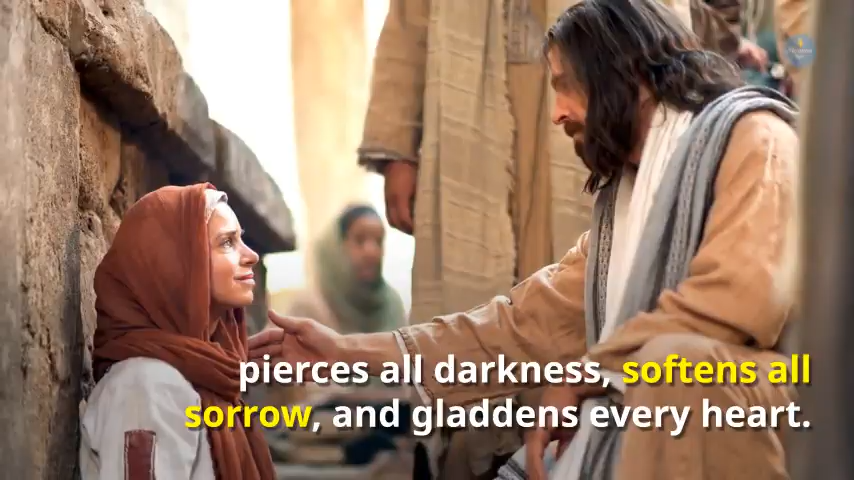 pierces all darkness, softens all
sorrow, and gladdens every heart.